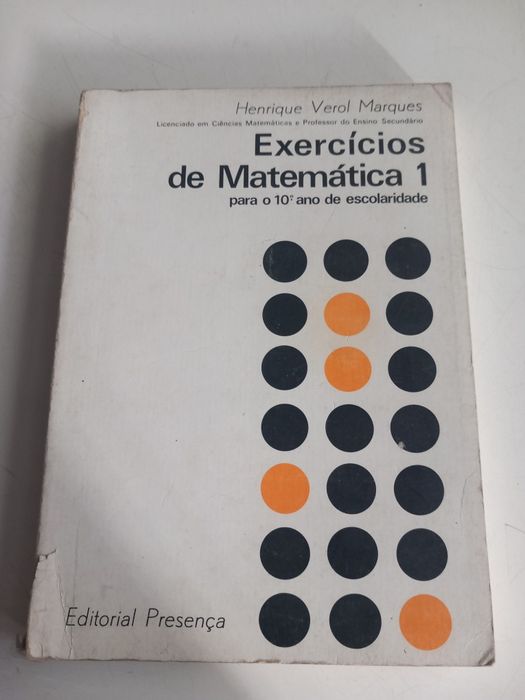 Henrique Verol Marques
Licenciado em Ciências Matemáticas e Professor do Ensino Secundário
Exercícios
de Matemática 1
para o 10º ano de escolaridade
Editorial Presença